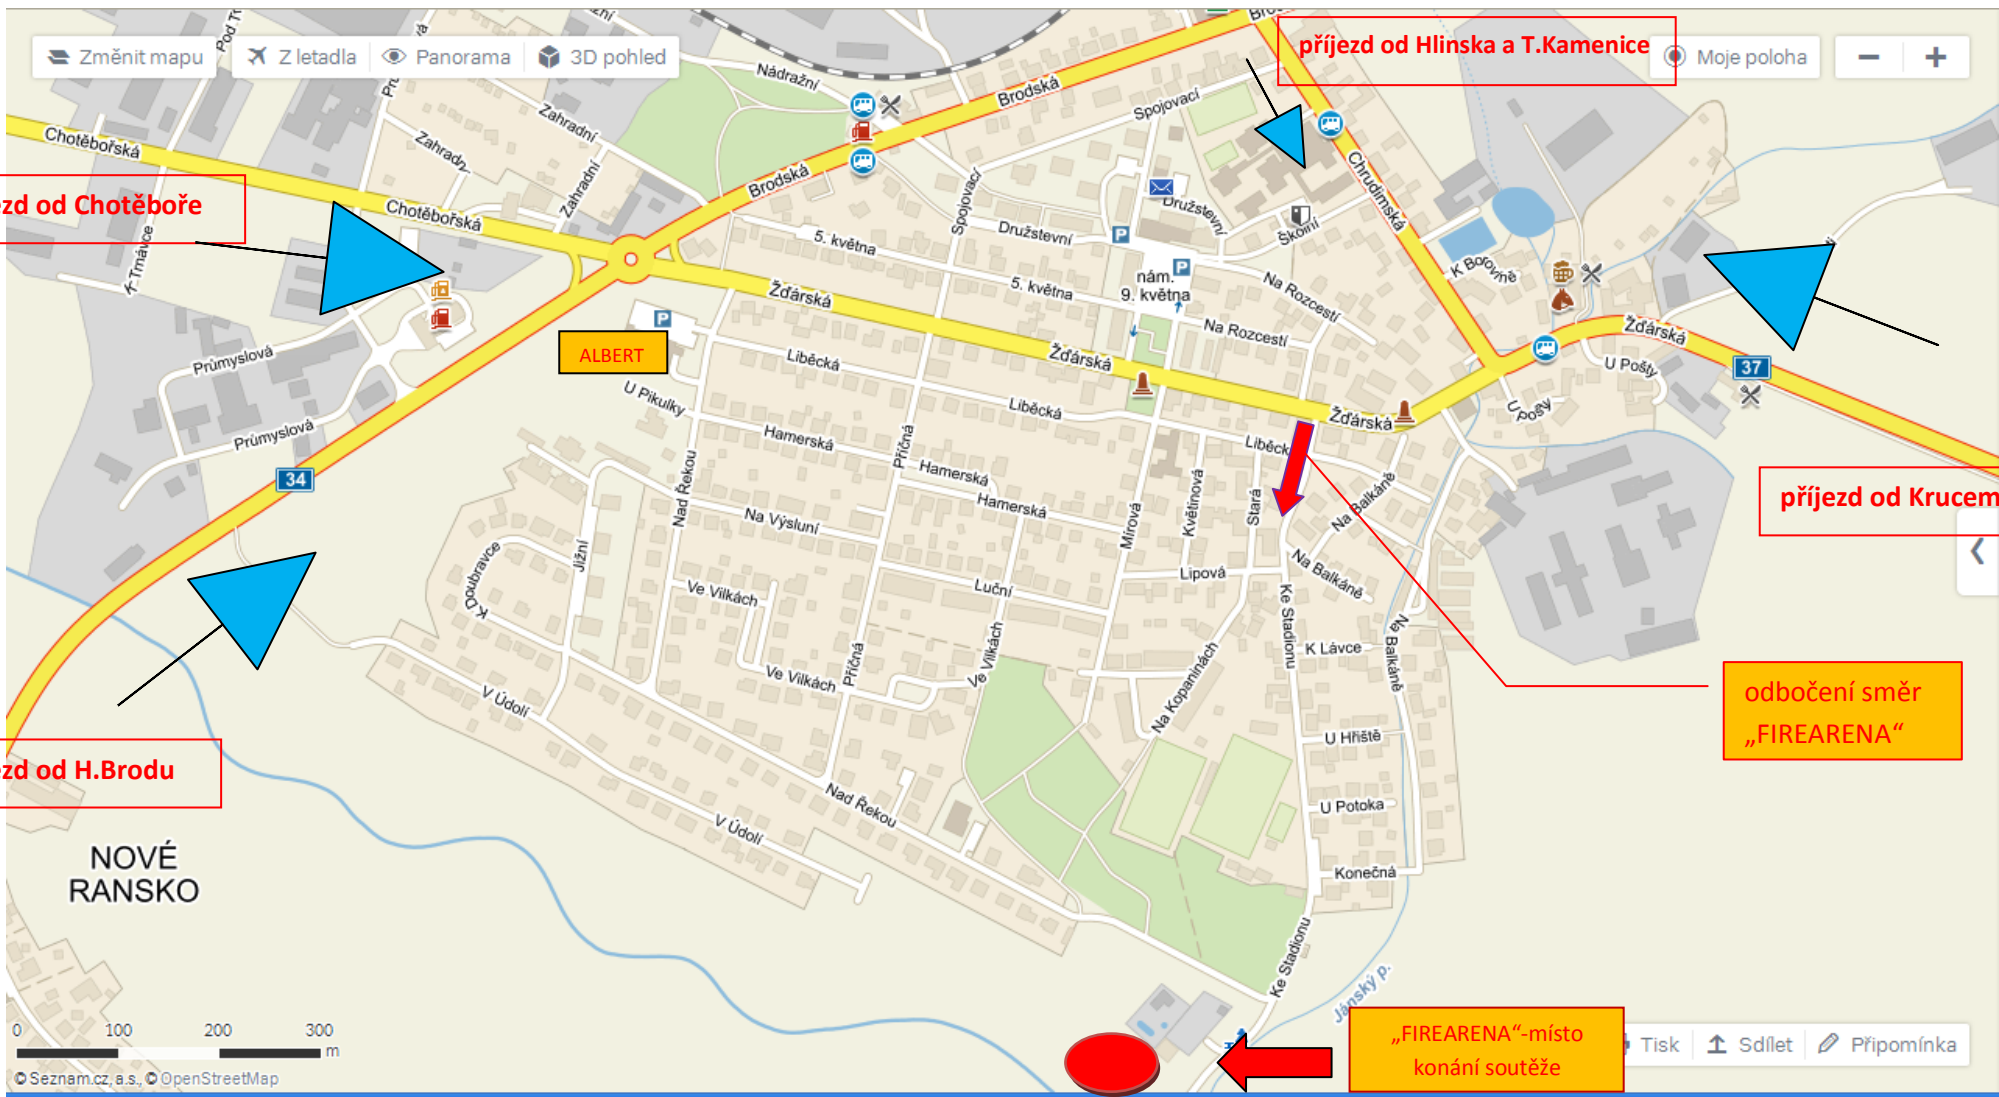 Změnit mapu
Z letadla
Panorama
3D pohled
příjezd od Hlinska a T.Kamenice
Moje poloha
Nádražní
Brodská
Spojovací
Zahradní
Chotěbořská
Zahradn.
Brodská
Zahradní
Spojovací
Chrudimská
Družstevní
ezd od Chotěboře
Chotěbořská
Družstevní
Školní
5. května
K Trnávce
K Borovině
nám.
9. května
Na Rozcestí
5. května
Žďárská
Na Rozcestí
Žďárská
ALBERT
Liběcká
Žďárská
U Pošty
37
Průmyslová
U Pikulky
Liběcká
Žďárská
U Pošty
Průmyslová
Hamerská
Příčná
Liběck
34
Nad Řekou
Hamerská
Hamerská
Květinová
Stará
Na Balkáně
příjezd od Krucem
Na Výsluní
Mírová
Jižní
K Doubravce
Luční
Lipová
Na Balkáně
Ve Vilkách
Ke Stadionu
K Lávce
Na Balkáně
Příčná
Ve Vilkách
Ve Vilkách
Na Kopaninách
V Údolí
odbočení směr
„FIREARENA“
U Hřiště
ezd od H.Brodu
Nad Řekou
V Údolí
U Potoka
NOVÉ
RANSKO
Konečná
Ke Stadionu
Jánský p.
0 100 200 300
m
„FIREARENA“-místo
konání soutěže
Tisk
Sdílet
Připomínka
© Seznam.cz, a.s., © OpenStreetMap